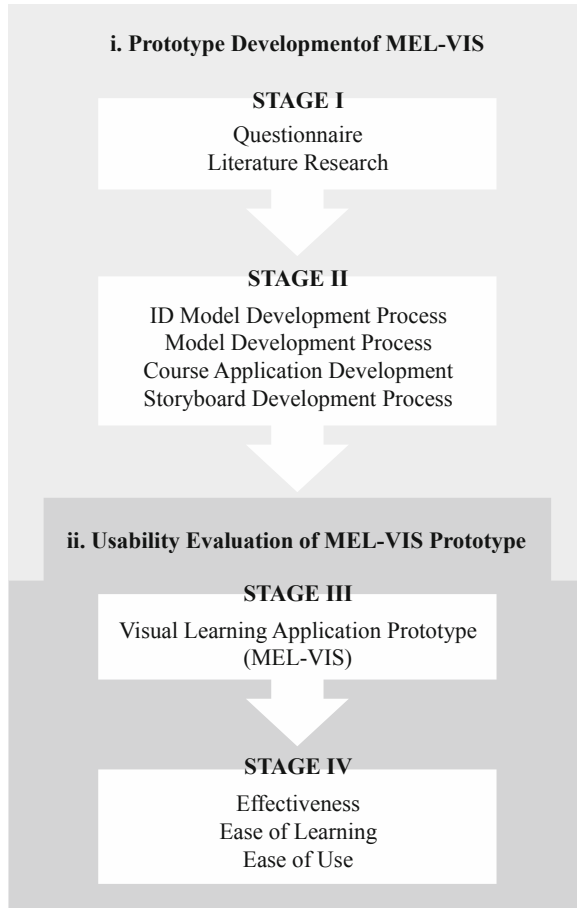 i. Prototype Developmentof MEL-VIS
STAGE I
Questionnaire
Literature Research
STAGE II
ID Model Development Process
Model Development Process
Course Application Development
Storyboard Development Process
ii. Usability Evaluation of MEL-VIS Prototype
STAGE III
Visual Learning Application Prototype
(MEL-VIS)
STAGE IV
Effectiveness
Ease of Learning
Ease of Use